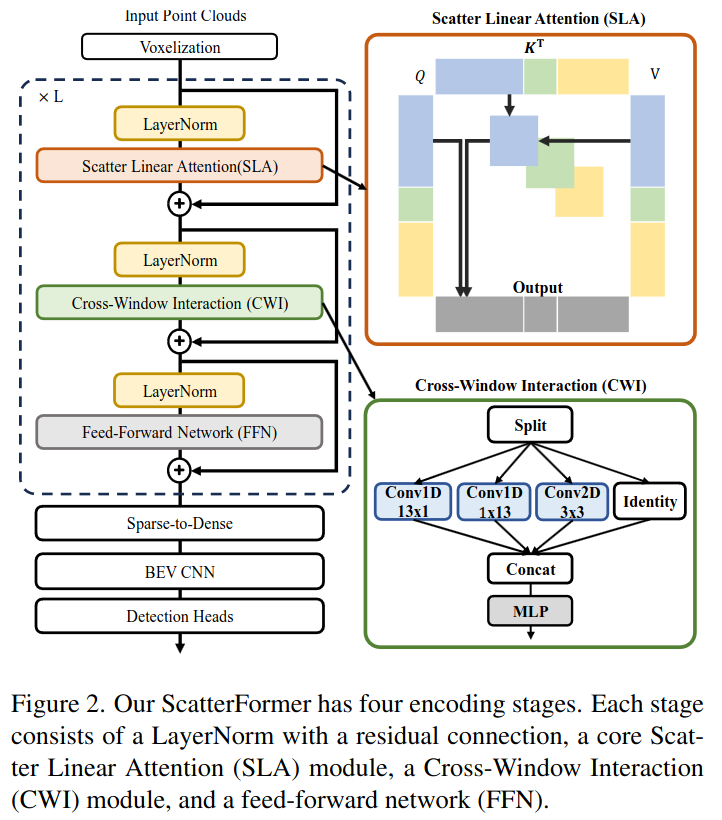 Input Point Clouds
Voxelization
× L
LayerNorm
Scatter Linear Attention(SLA)
+
LayerNorm
Cross-Window Interaction (CWI)
+
LayerNorm
Feed-Forward Network (FFN)
+
Sparse-to-Dense
BEV CNN
Detection Heads
Scatter Linear Attention (SLA)
Kᵀ
Q
V
Output
Cross-Window Interaction (CWI)
Split
Conv1D
13x1
Conv1D
1x13
Conv2D
3x3
Identity
Concat
MLP
Figure 2. Our ScatterFormer has four encoding stages. Each stage
consists of a LayerNorm with a residual connection, a core Scat-
ter Linear Attention (SLA) module, a Cross-Window Interaction
(CWI) module, and a feed-forward network (FFN).